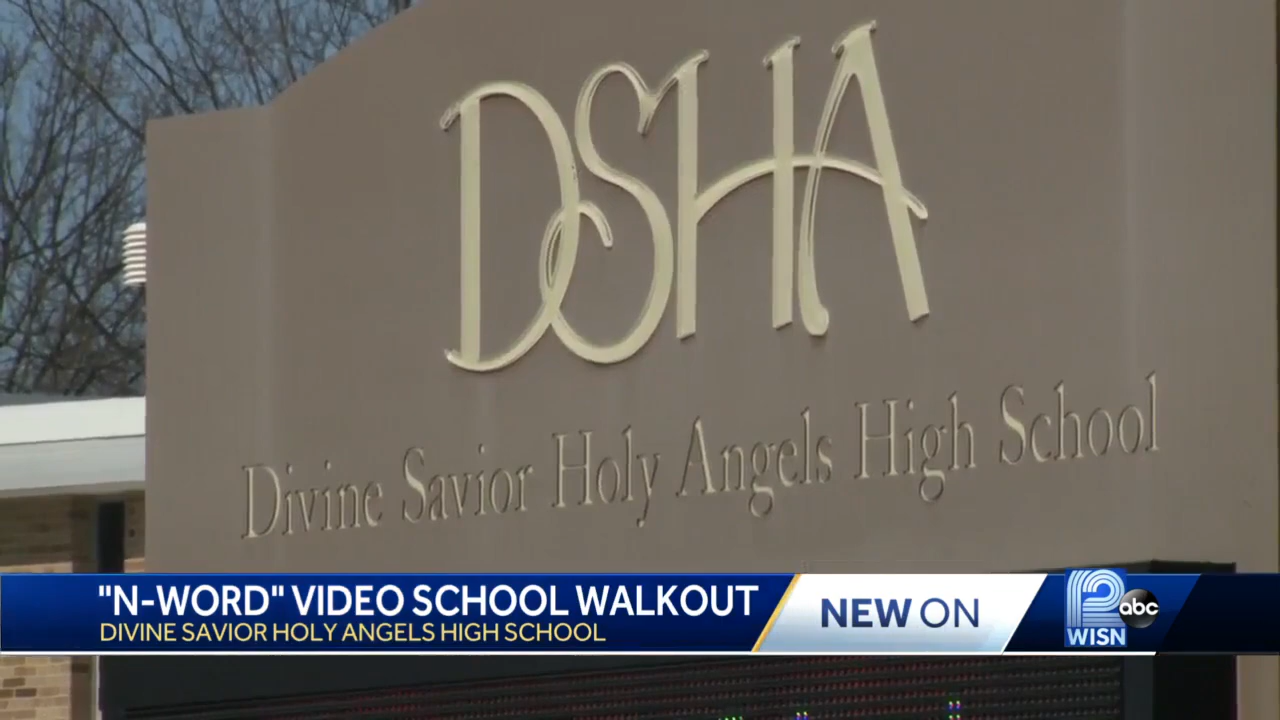 DSHA
Divine Savior Holy Angels High School
"N-WORD" VIDEO SCHOOL WALKOUT
DIVINE SAVIOR HOLY ANGELS HIGH SCHOOL
NEW ON
12
abc
WISN